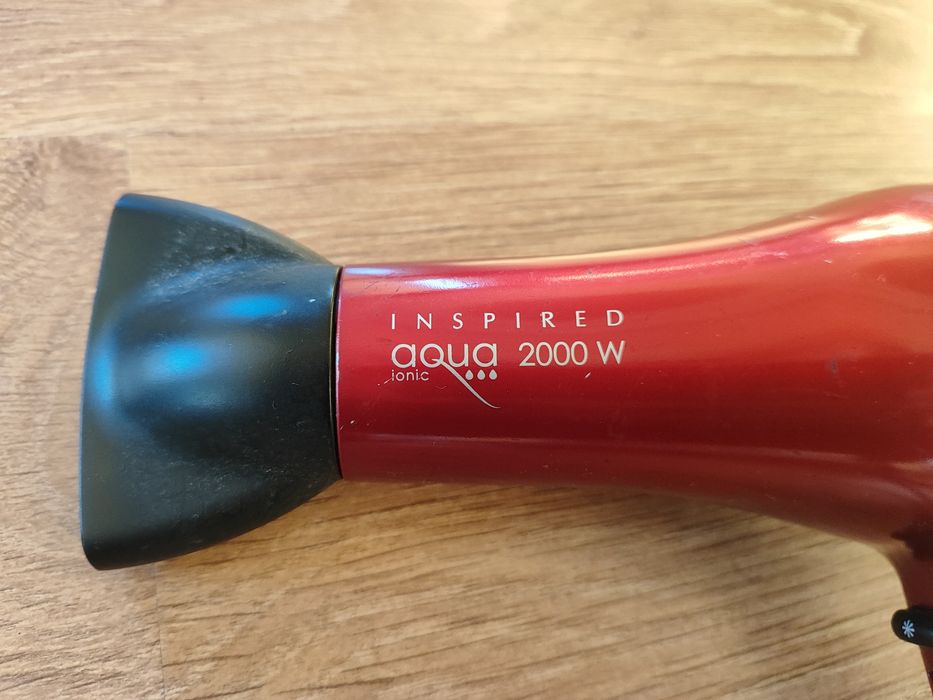 INSPIRED
aqua 2000 W
ionic